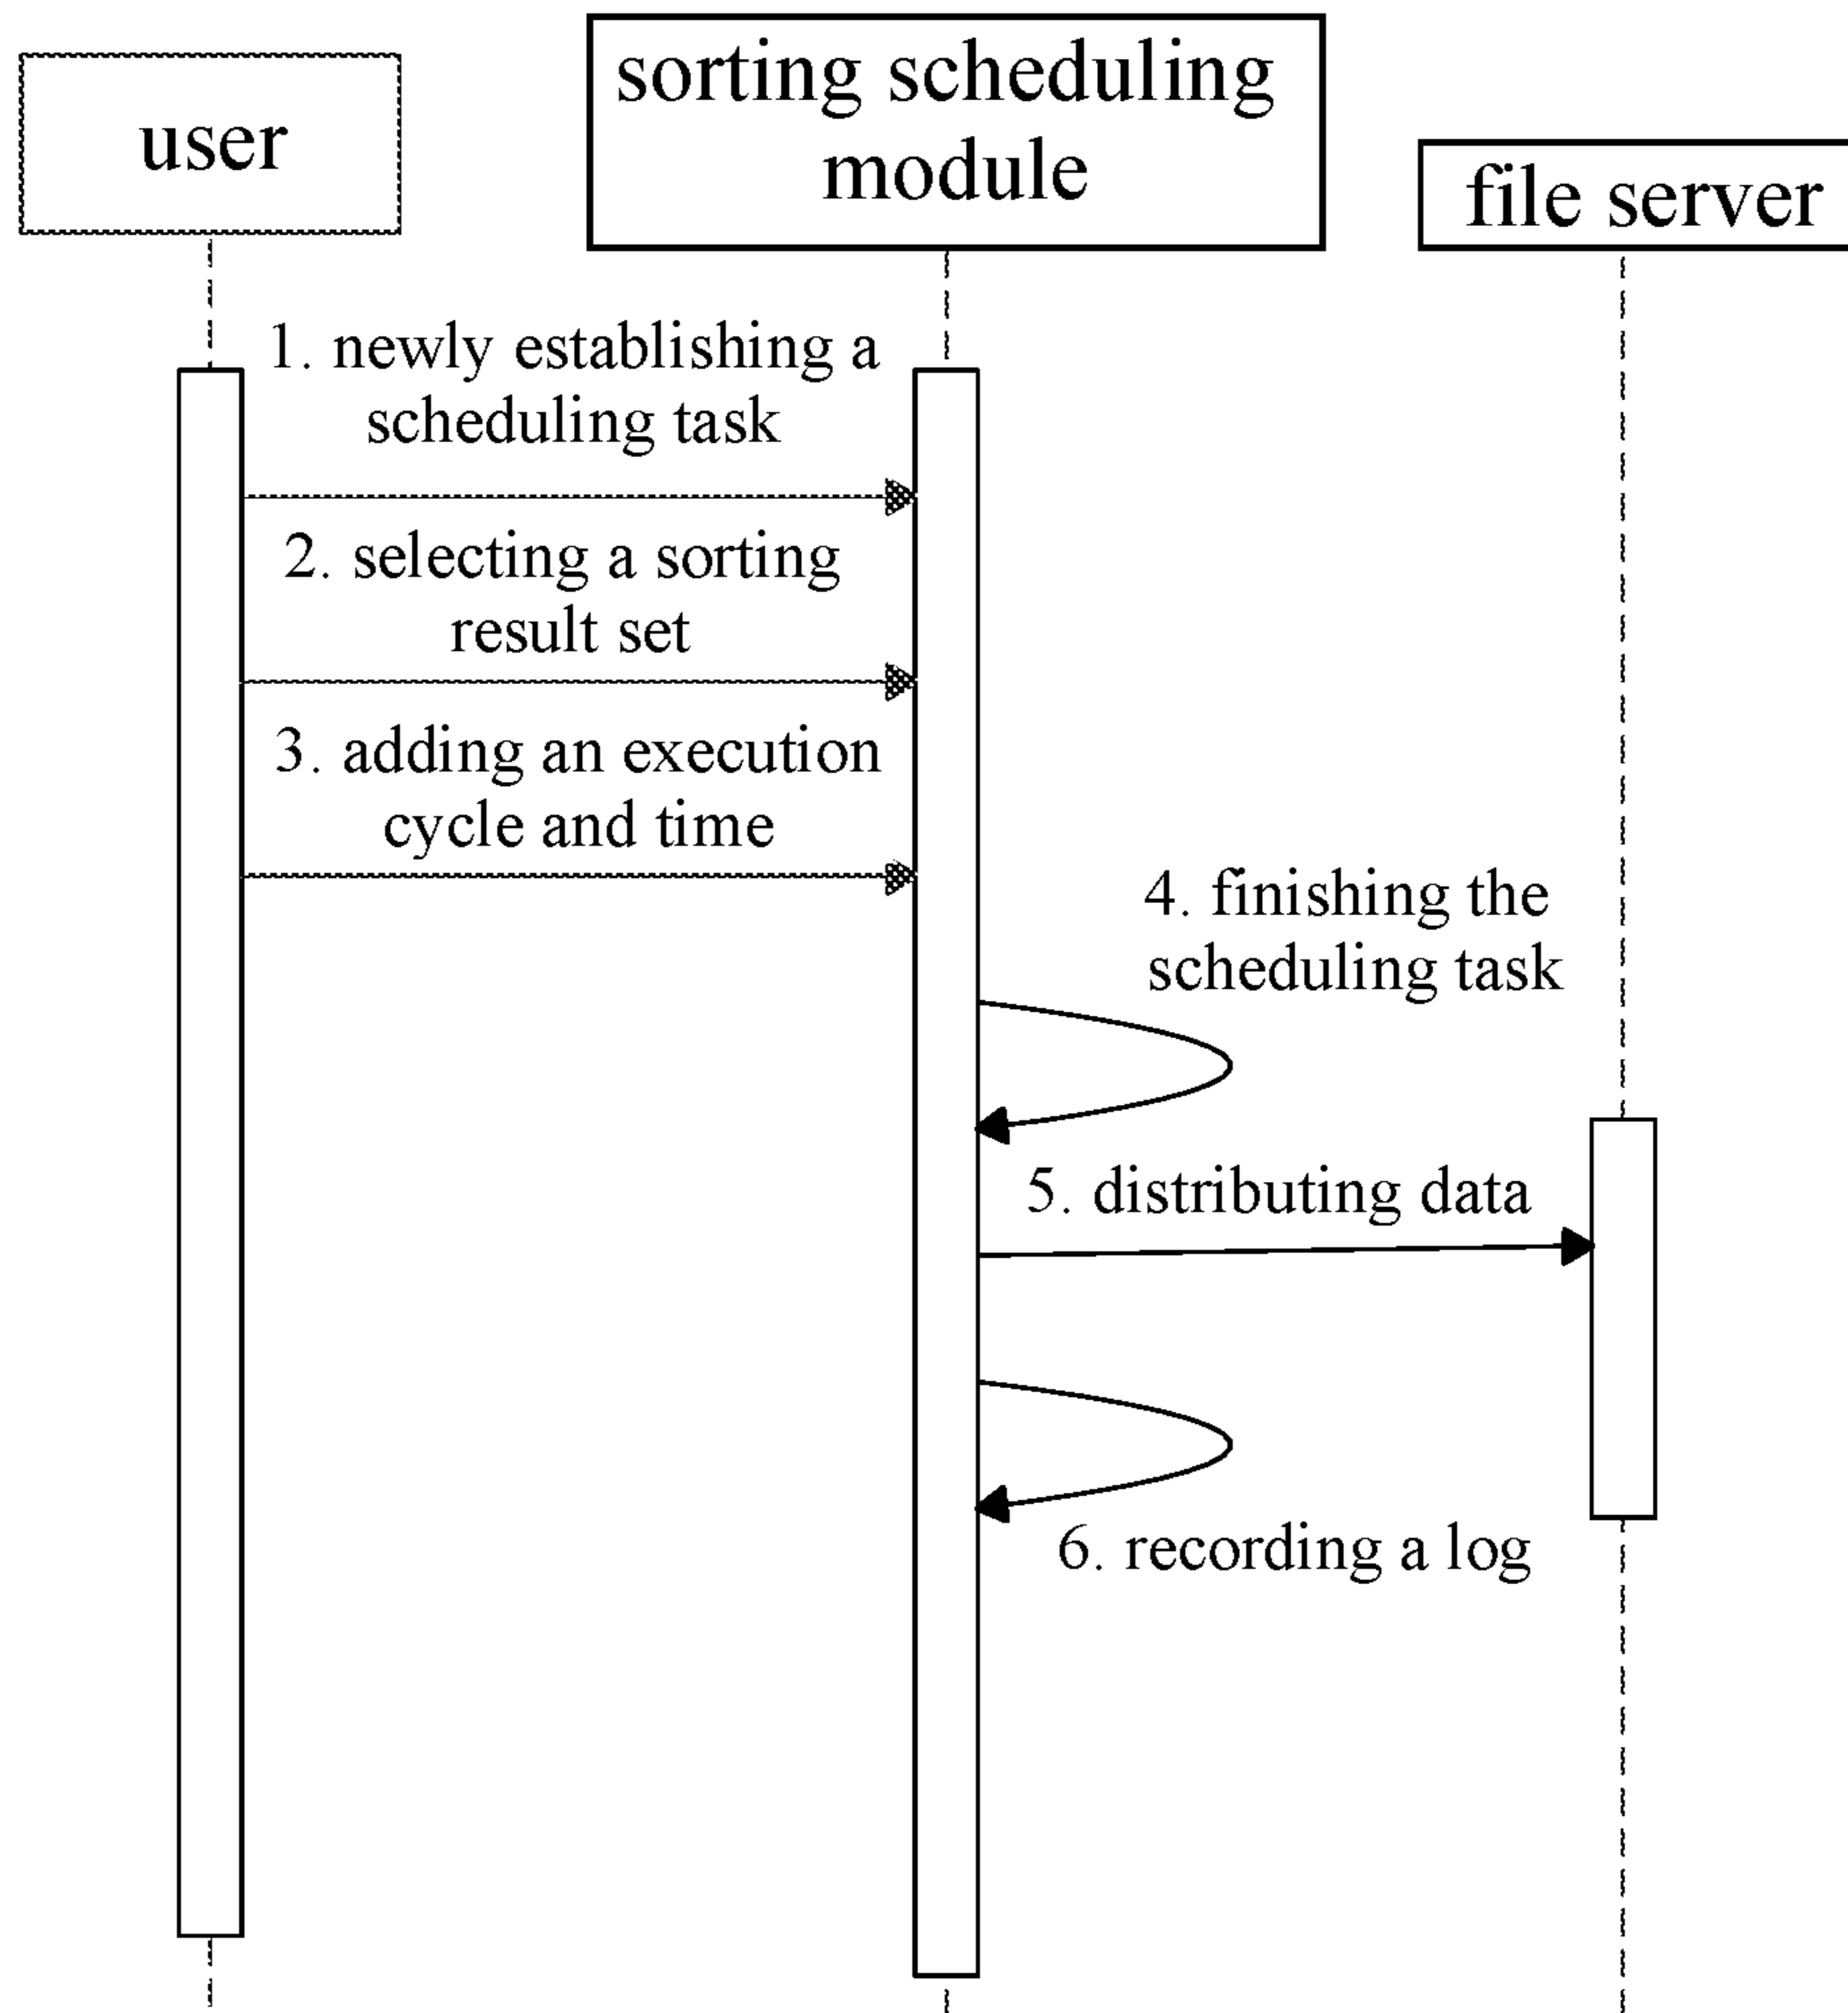 user
sorting scheduling
module
file server
1. newly establishing a
scheduling task
2. selecting a sorting
result set
3. adding an execution
cycle and time
4. finishing the
scheduling task
5. distributing data
6. recording a log